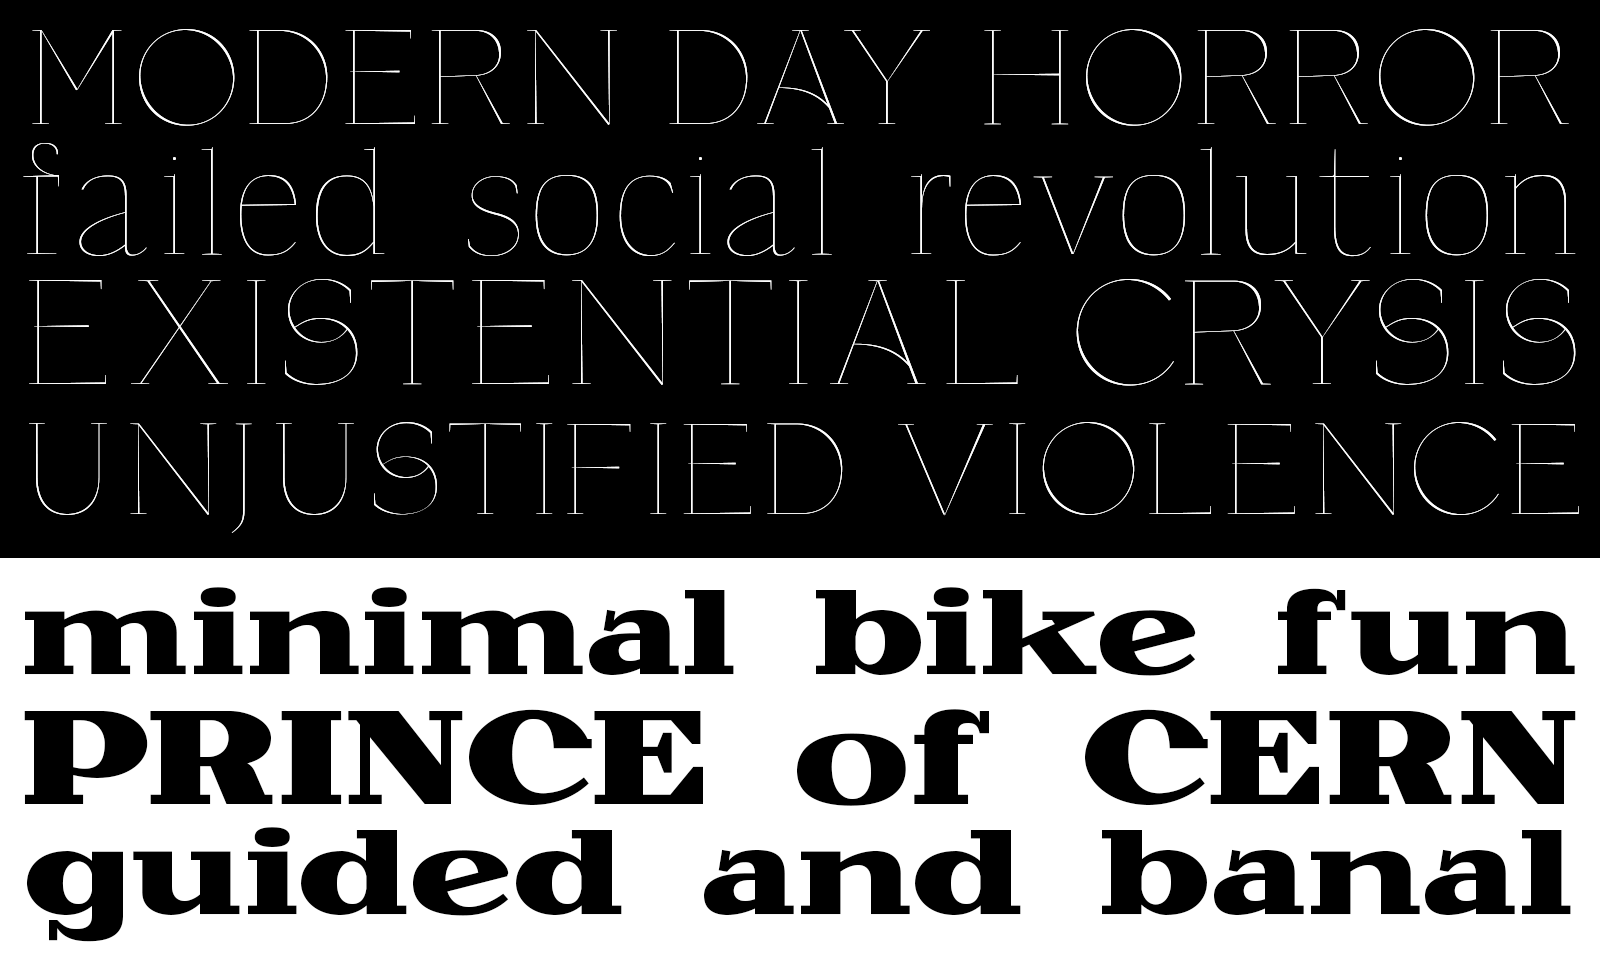 MODERN DAY HORROR
failed social revolution
EXISTENTIAL CRYSIS
UNJUSTIFIED VIOLENCE
minimal bike fun
PRINCE of CERN
guided and banal